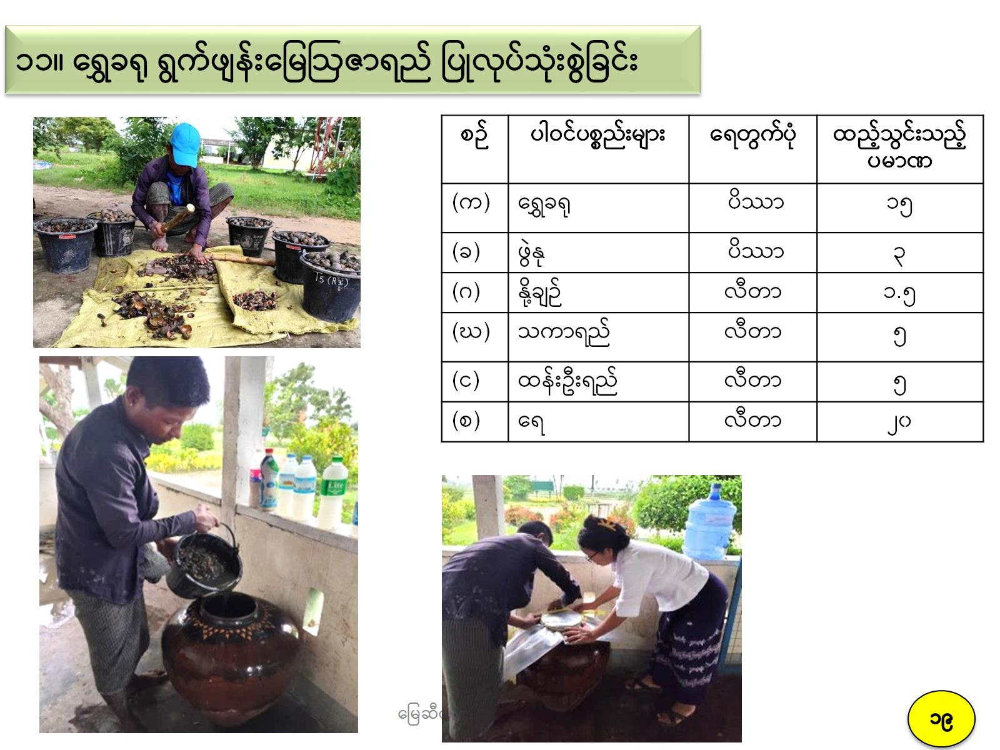 ၁၁။ ရွှေခရု ရွက်ဖျန်းမြေဩဇာရည် ပြုလုပ်သုံးစွဲခြင်း
စဉ် ပါဝင်ပစ္စည်းများ ရေတွက်ပုံ ထည့်သွင်းသည့်
ပမာဏ
(က) ရွှေခရု ပိဿာ ၁၅
(ခ) ဖွဲနု ပိဿာ ၃
(ဂ) နို့ချဉ် လီတာ ၁.၅
(ဃ) သကာရည် လီတာ ၅
(င) ထန်းဦးရည် လီတာ ၅
(စ) ရေ လီတာ ၂၀
T5 (R3)
Life
မြေဆီ
၁၉